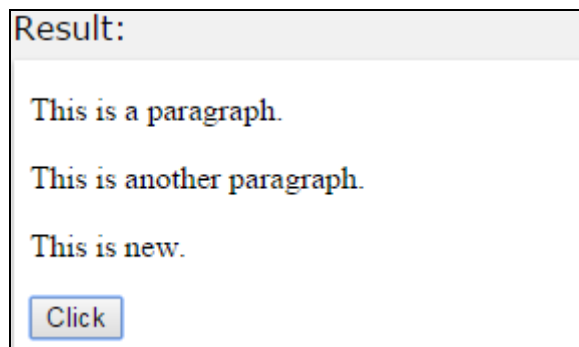 Result:
This is a paragraph.
This is another paragraph.
This is new.
Click